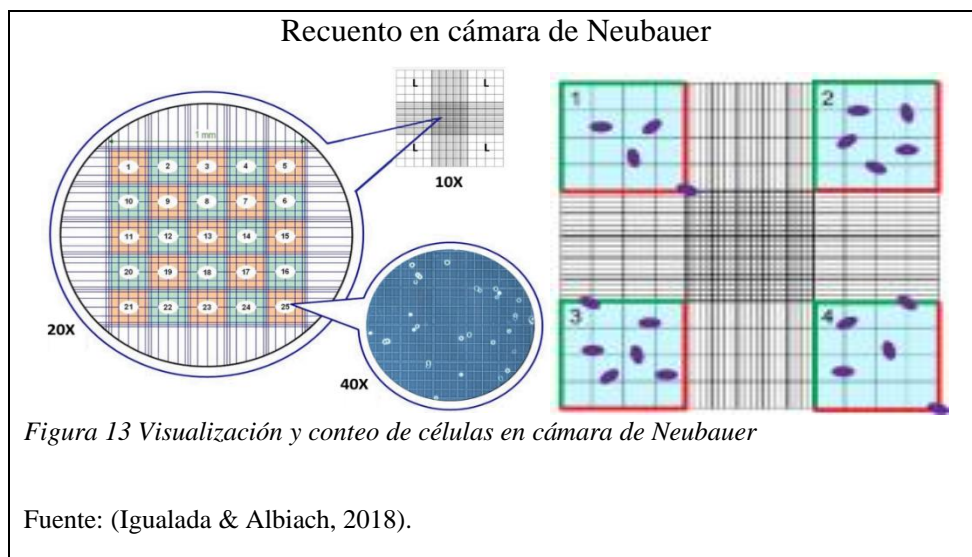 Recuento en cámara de Neubauer
1 mm
1 2 3 4 5
10 9 8 7 6
11 12 13 14 15
20 19 18 17 16
21 22 23 24 25
20X
L L
L L
10X
40X
1 2
3 4
Figura 13 Visualización y conteo de células en cámara de Neubauer
Fuente: (Igualada & Albiach, 2018).